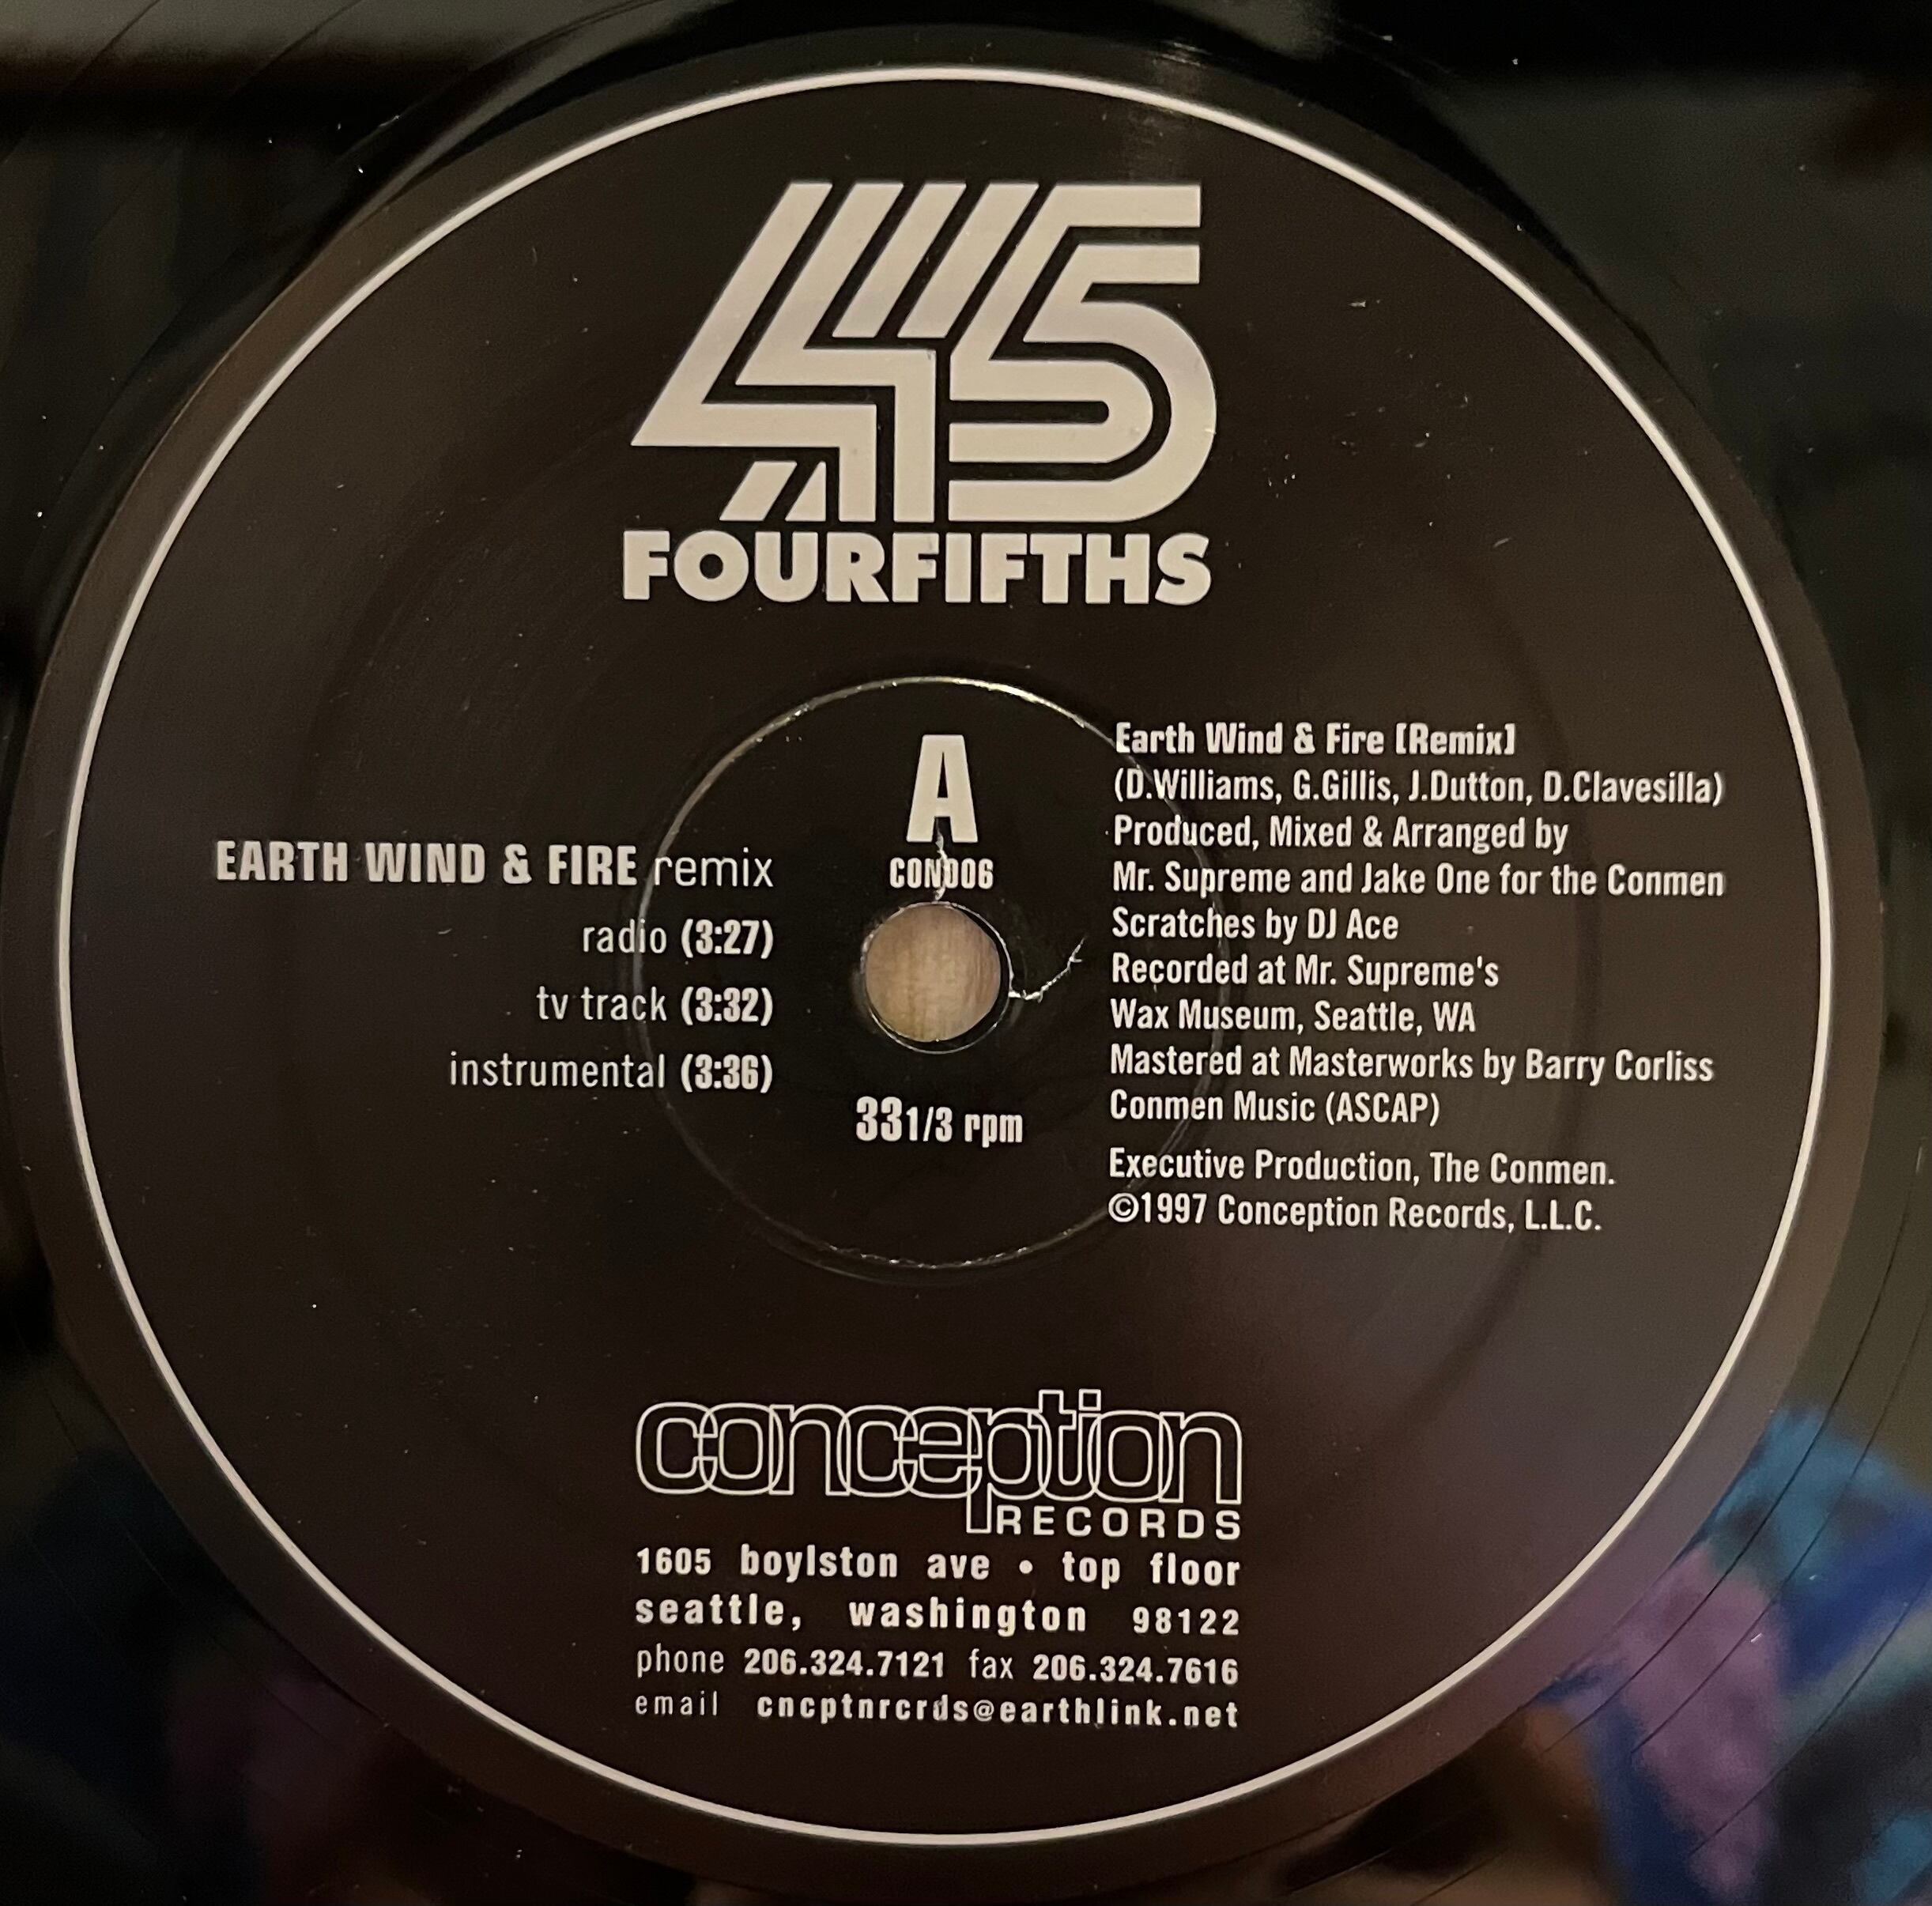 45
FOURFIFTHS
A
CON006
EARTH WIND & FIRE remix
radio (3:27)
tv track (3:32)
instrumental (3:36)
33 1/3 rpm
Earth Wind & Fire [Remix]
(D.Williams, G.Gillis, J.Dutton, D.Clavesilla)
Produced, Mixed & Arranged by
Mr. Supreme and Jake One for the Conmen
Scratches by DJ Ace
Recorded at Mr. Supreme's
Wax Museum, Seattle, WA
Mastered at Masterworks by Barry Corliss
Conmen Music (ASCAP)
Executive Production, The Conmen.
©1997 Conception Records, L.L.C.
conception
RECORDS
1605 boylston ave • top floor
seattle, washington 98122
phone 206.324.7121 fax 206.324.7616
email cncptnrcrds@earthlink.net